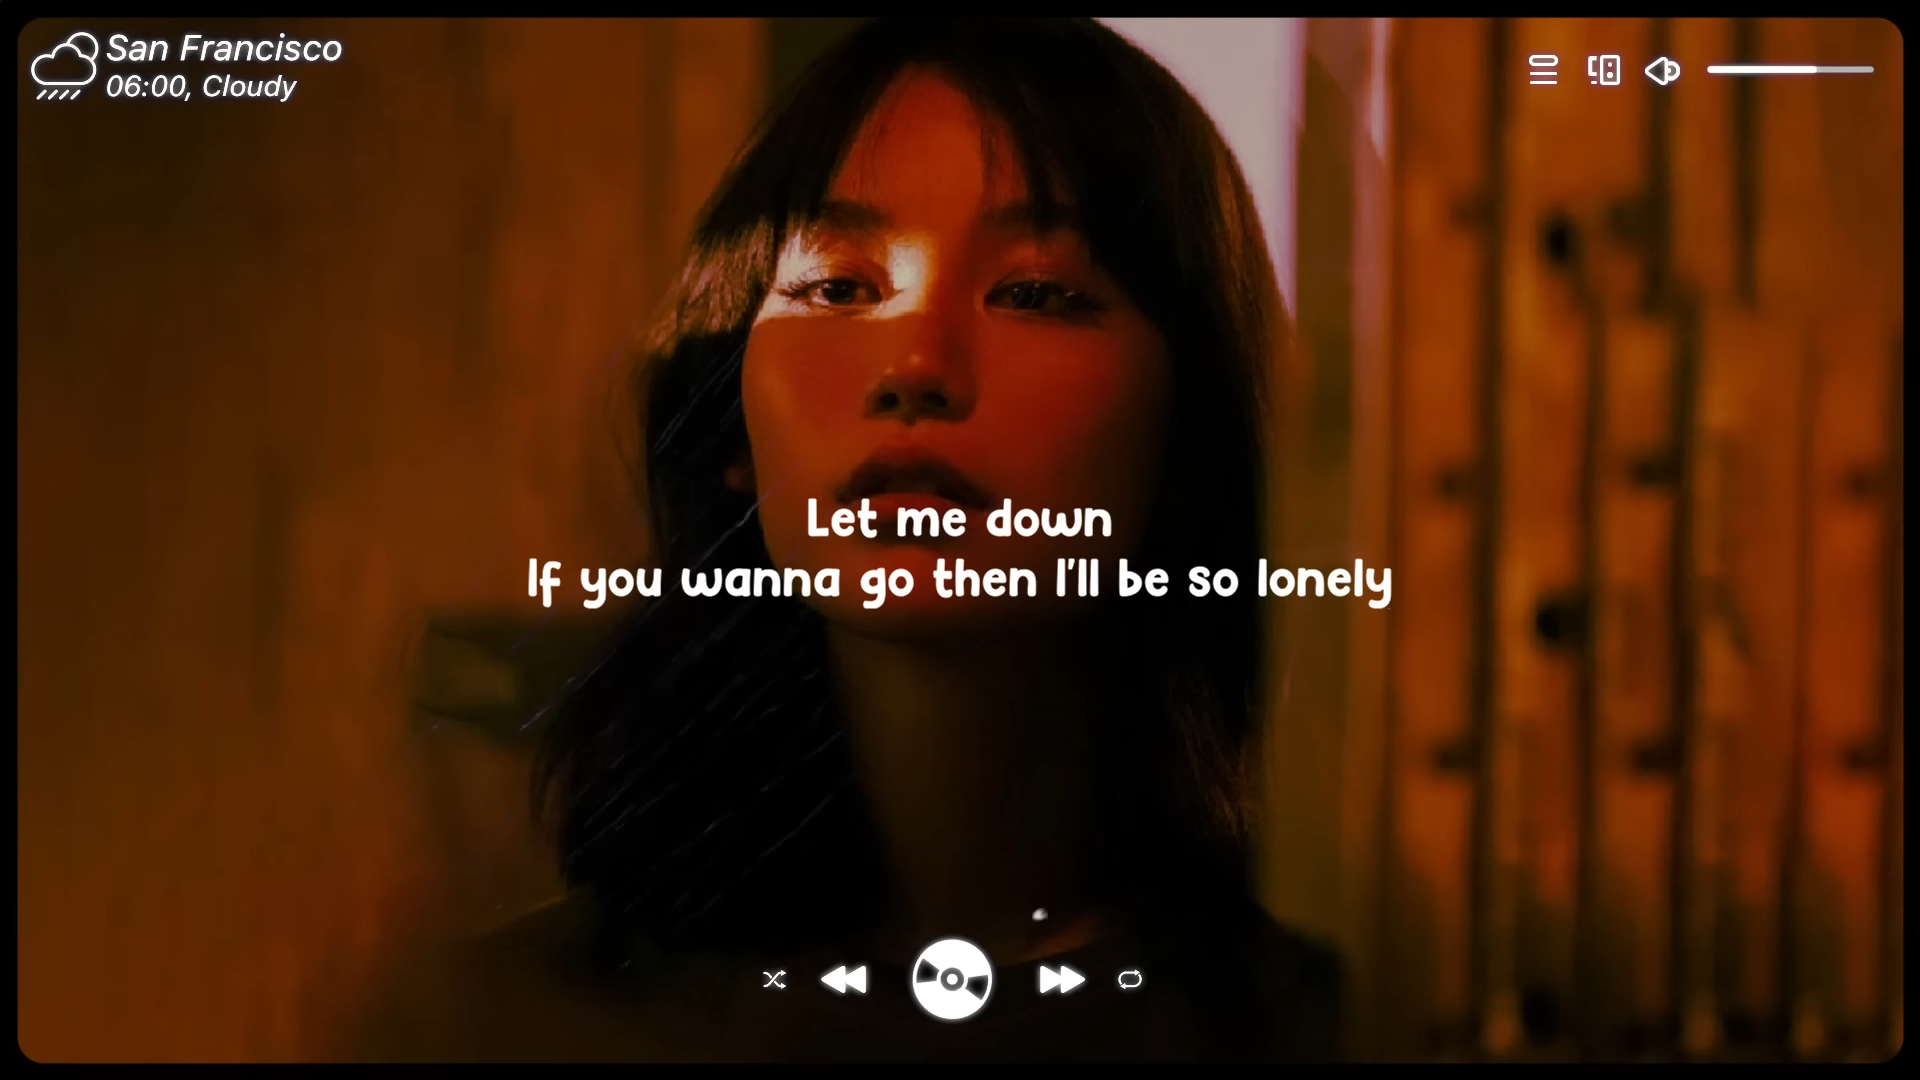 San Francisco
06:00, Cloudy
Let me down
If you wanna go then I'll be so lonely